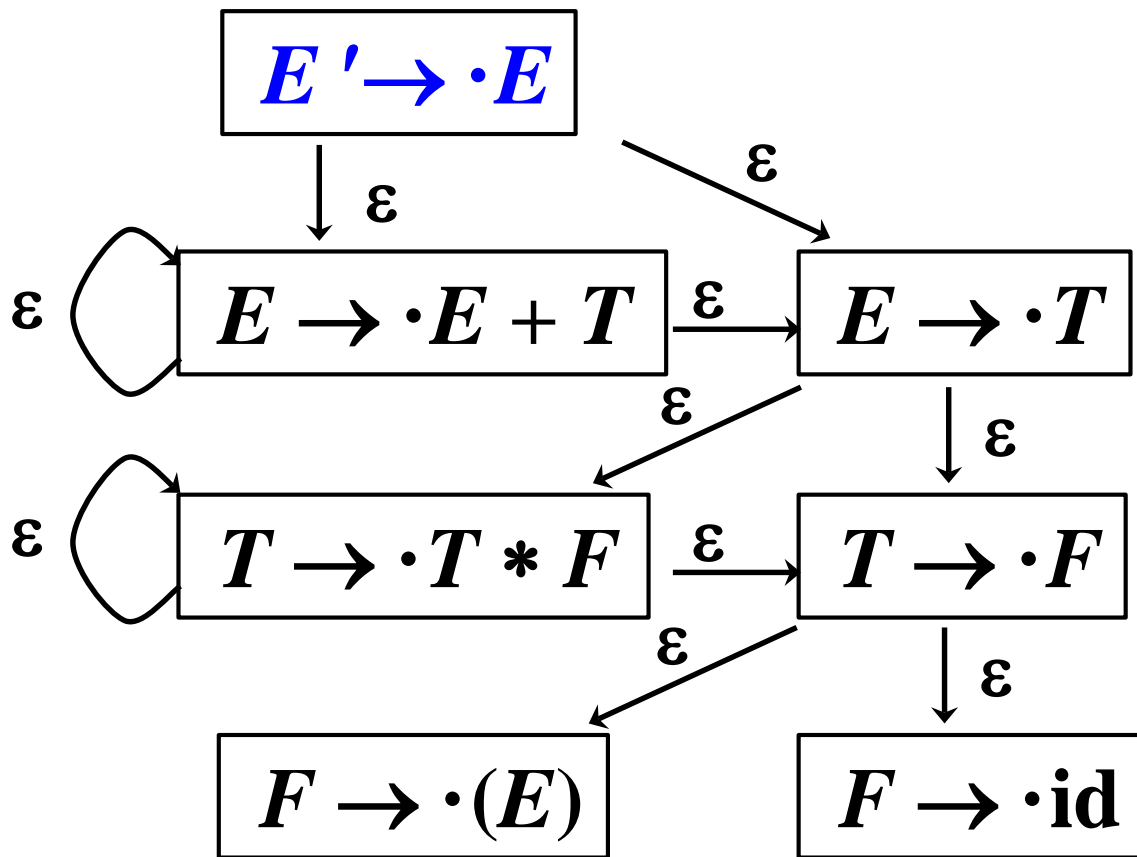 E ′ → · E
ε ε
ε E → · E + T ε E → · T
ε ε
ε T → · T * F ε T → · F
ε ε
F → · (E) F → · id